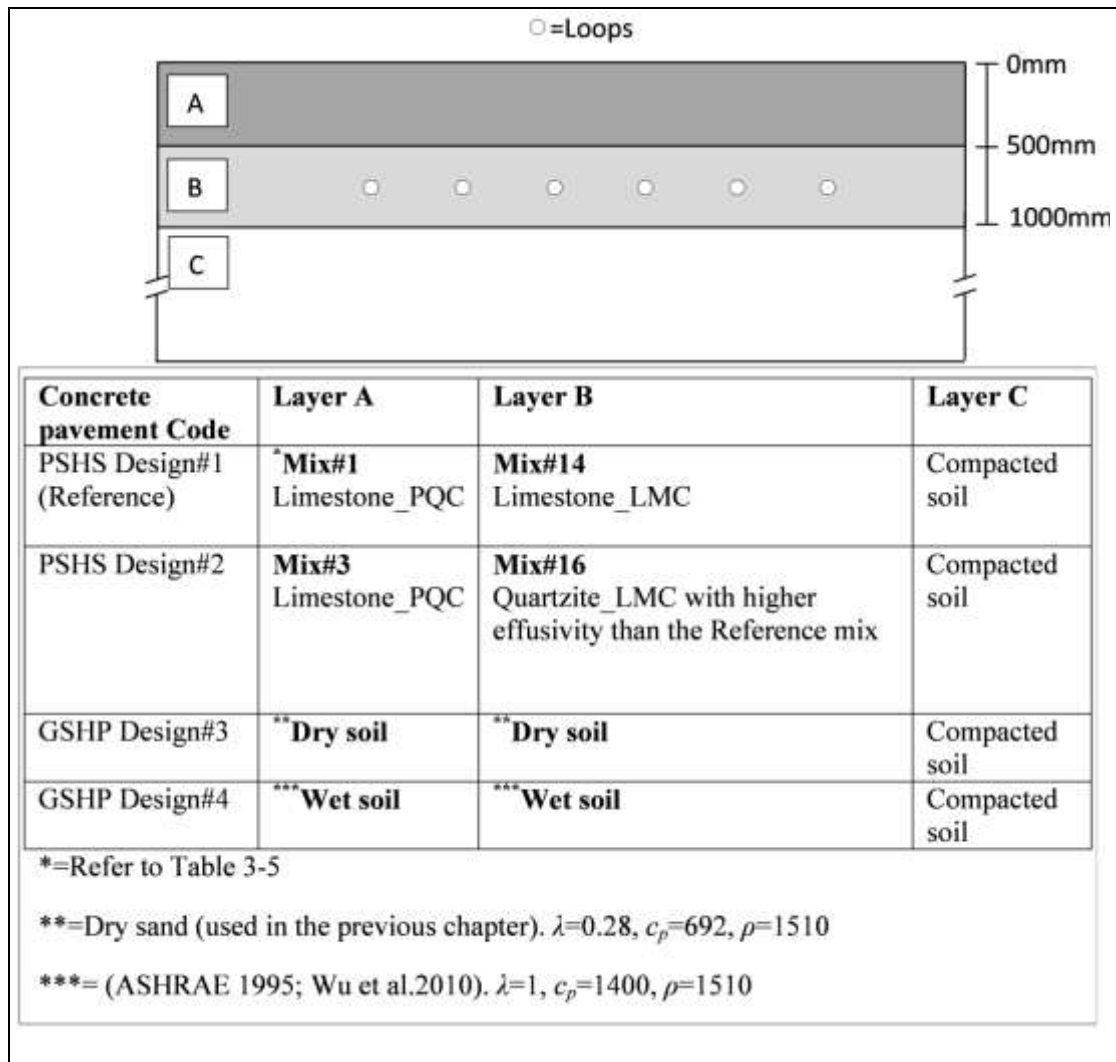 ○=Loops
0mm
A
500mm
B
1000mm
C
Concrete pavement Code Layer A Layer B Layer C
PSHS Design#1 (Reference) *Mix#1 Limestone_PQC Mix#14 Limestone_LMC Compacted soil
PSHS Design#2 Mix#3 Limestone_PQC Mix#16 Quartzite_LMC with higher effusivity than the Reference mix Compacted soil
GSHP Design#3 **Dry soil **Dry soil Compacted soil
GSHP Design#4 ***Wet soil ***Wet soil Compacted soil
*=Refer to Table 3-5
**=Dry sand (used in the previous chapter). λ=0.28, cp=692, ρ=1510
***= (ASHRAE 1995; Wu et al.2010). λ=1, cp=1400, ρ=1510